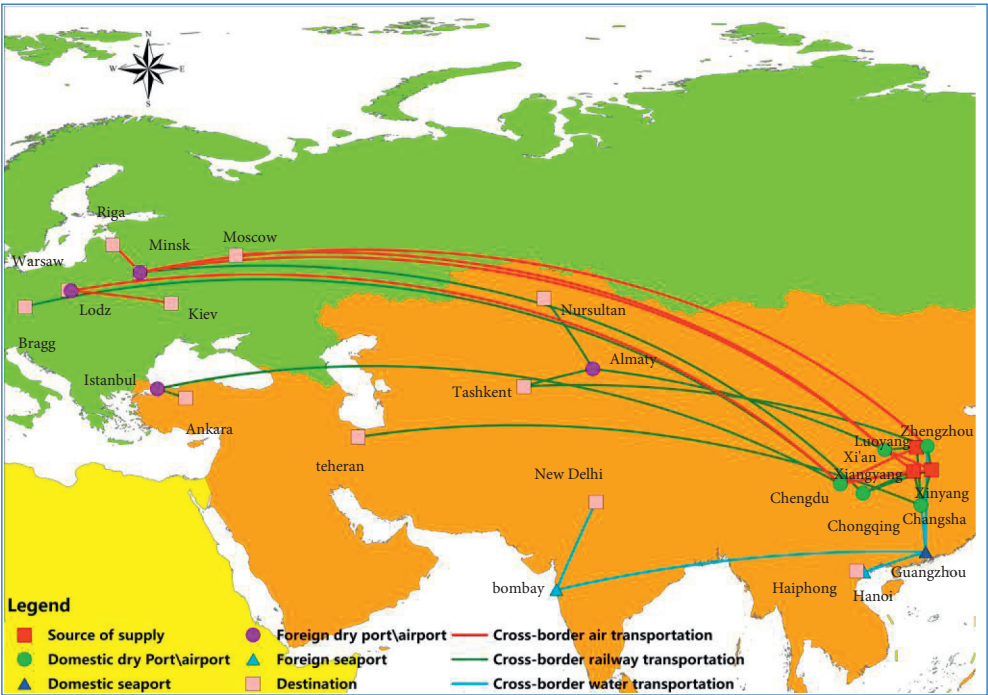 N
W E
S
Riga
Minsk
Moscow
Warsaw
Lodz
Kiev
Nursultan
Bragg
Almaty
Istanbul
Tashkent
Ankara
Zhengzhou
Luoyang
Xi'an
teheran
New Delhi
Xiangyang
Chengdu
Xinyang
Chongqing
Changsha
Guangzhou
bombay
Haiphong
Hanoi
Legend
Source of supply
Foreign dry port\airport
Cross-border air transportation
Domestic dry Port\airport
Foreign seaport
Cross-border railway transportation
Domestic seaport
Destination
Cross-border water transportation